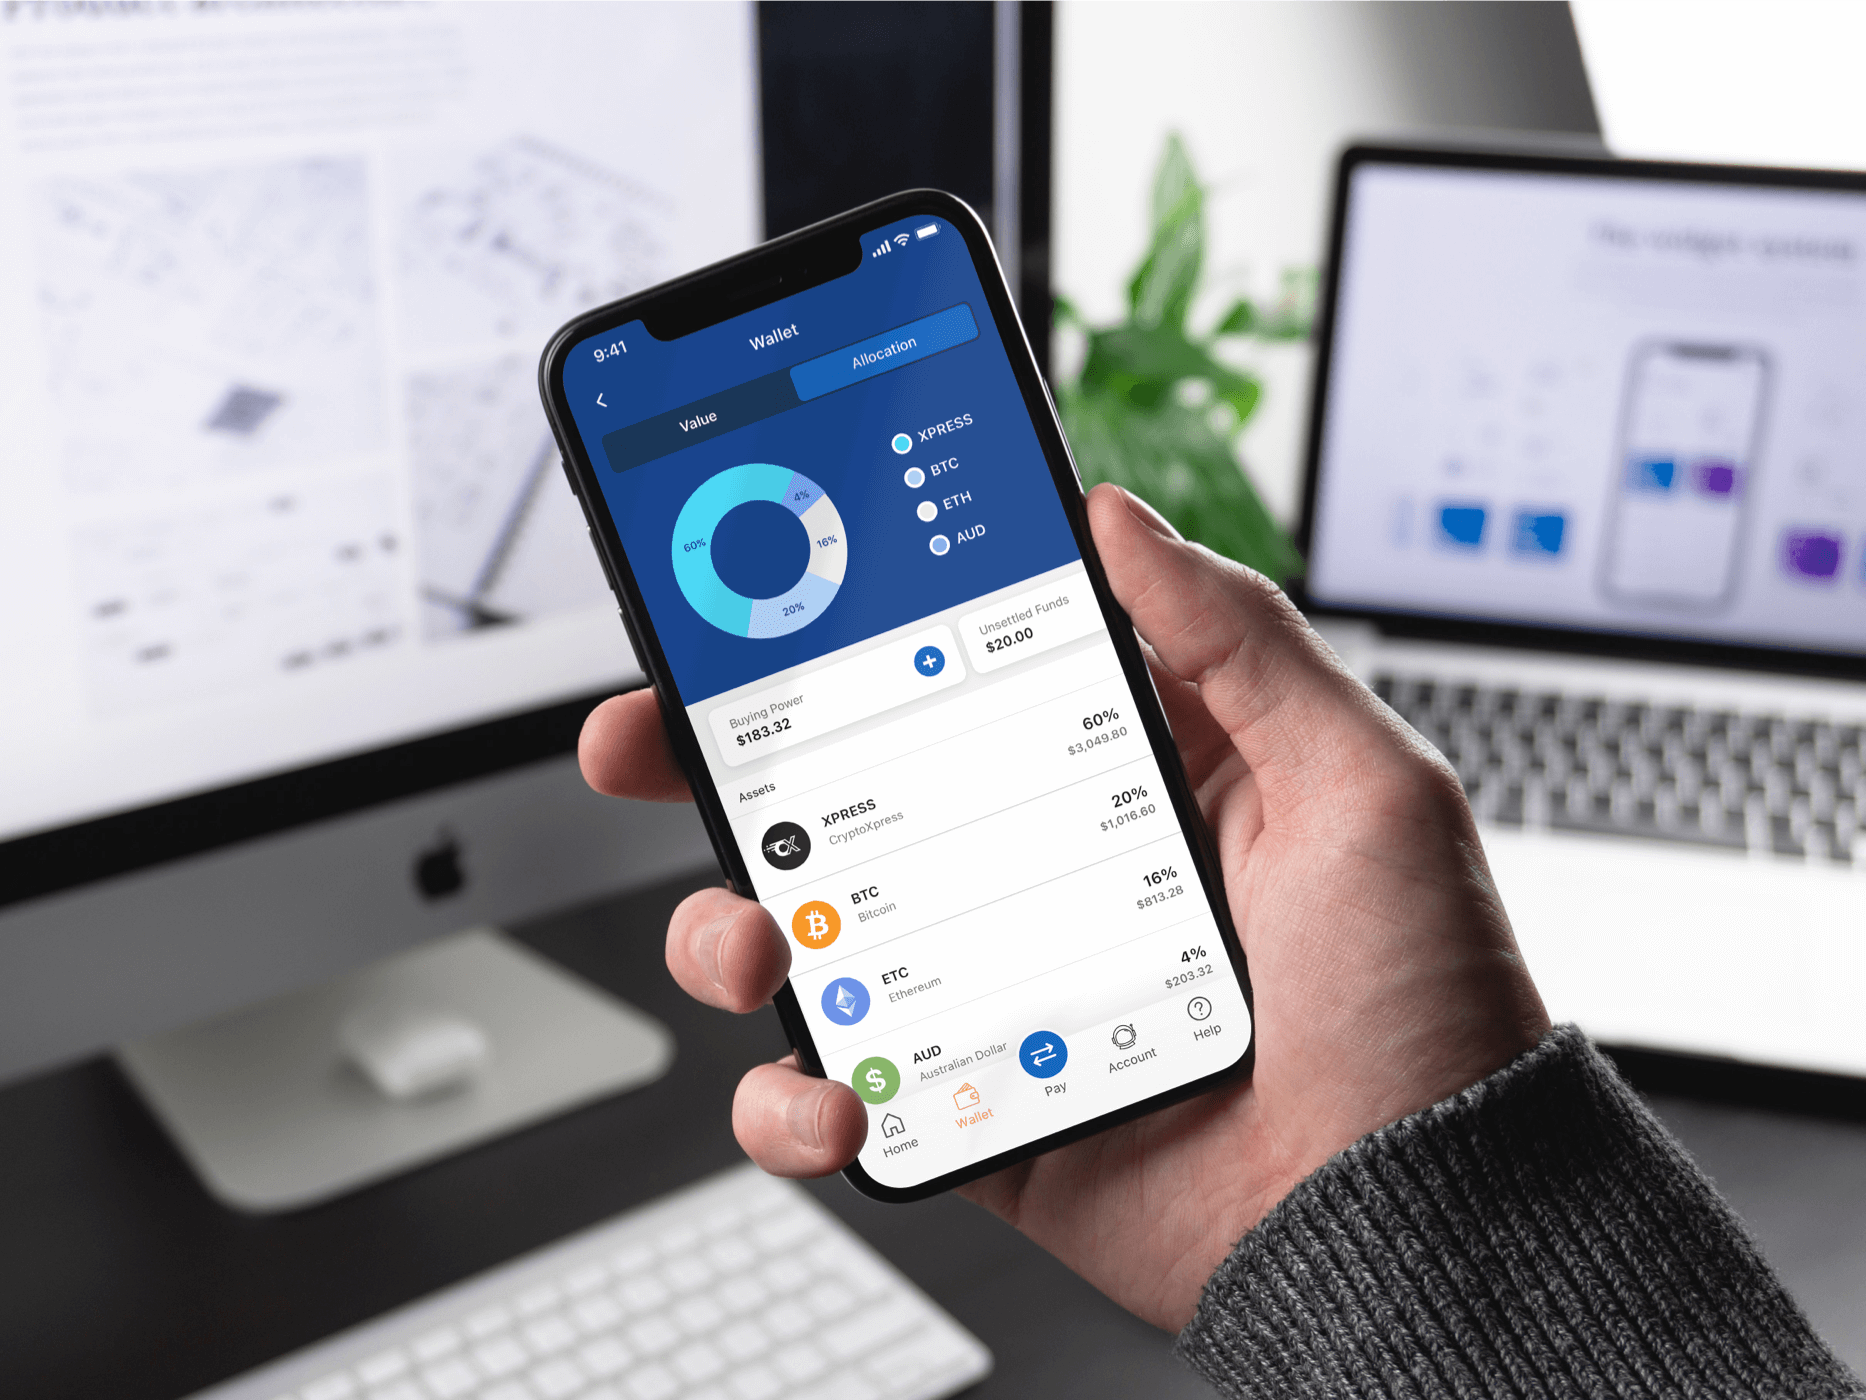 9:41
Wallet
Value
Allocation
XPRESS
BTC
ETH
AUD
60%
4%
16%
20%
Buying Power
$183.32
Unsettled Funds
$20.00
Assets
XPRESS
CryptoXpress
60%
$3,049.80
BTC
Bitcoin
20%
$1,016.60
ETC
Ethereum
16%
$813.28
AUD
Australian Dollar
4%
$203.32
Home
Wallet
Pay
Account
Help